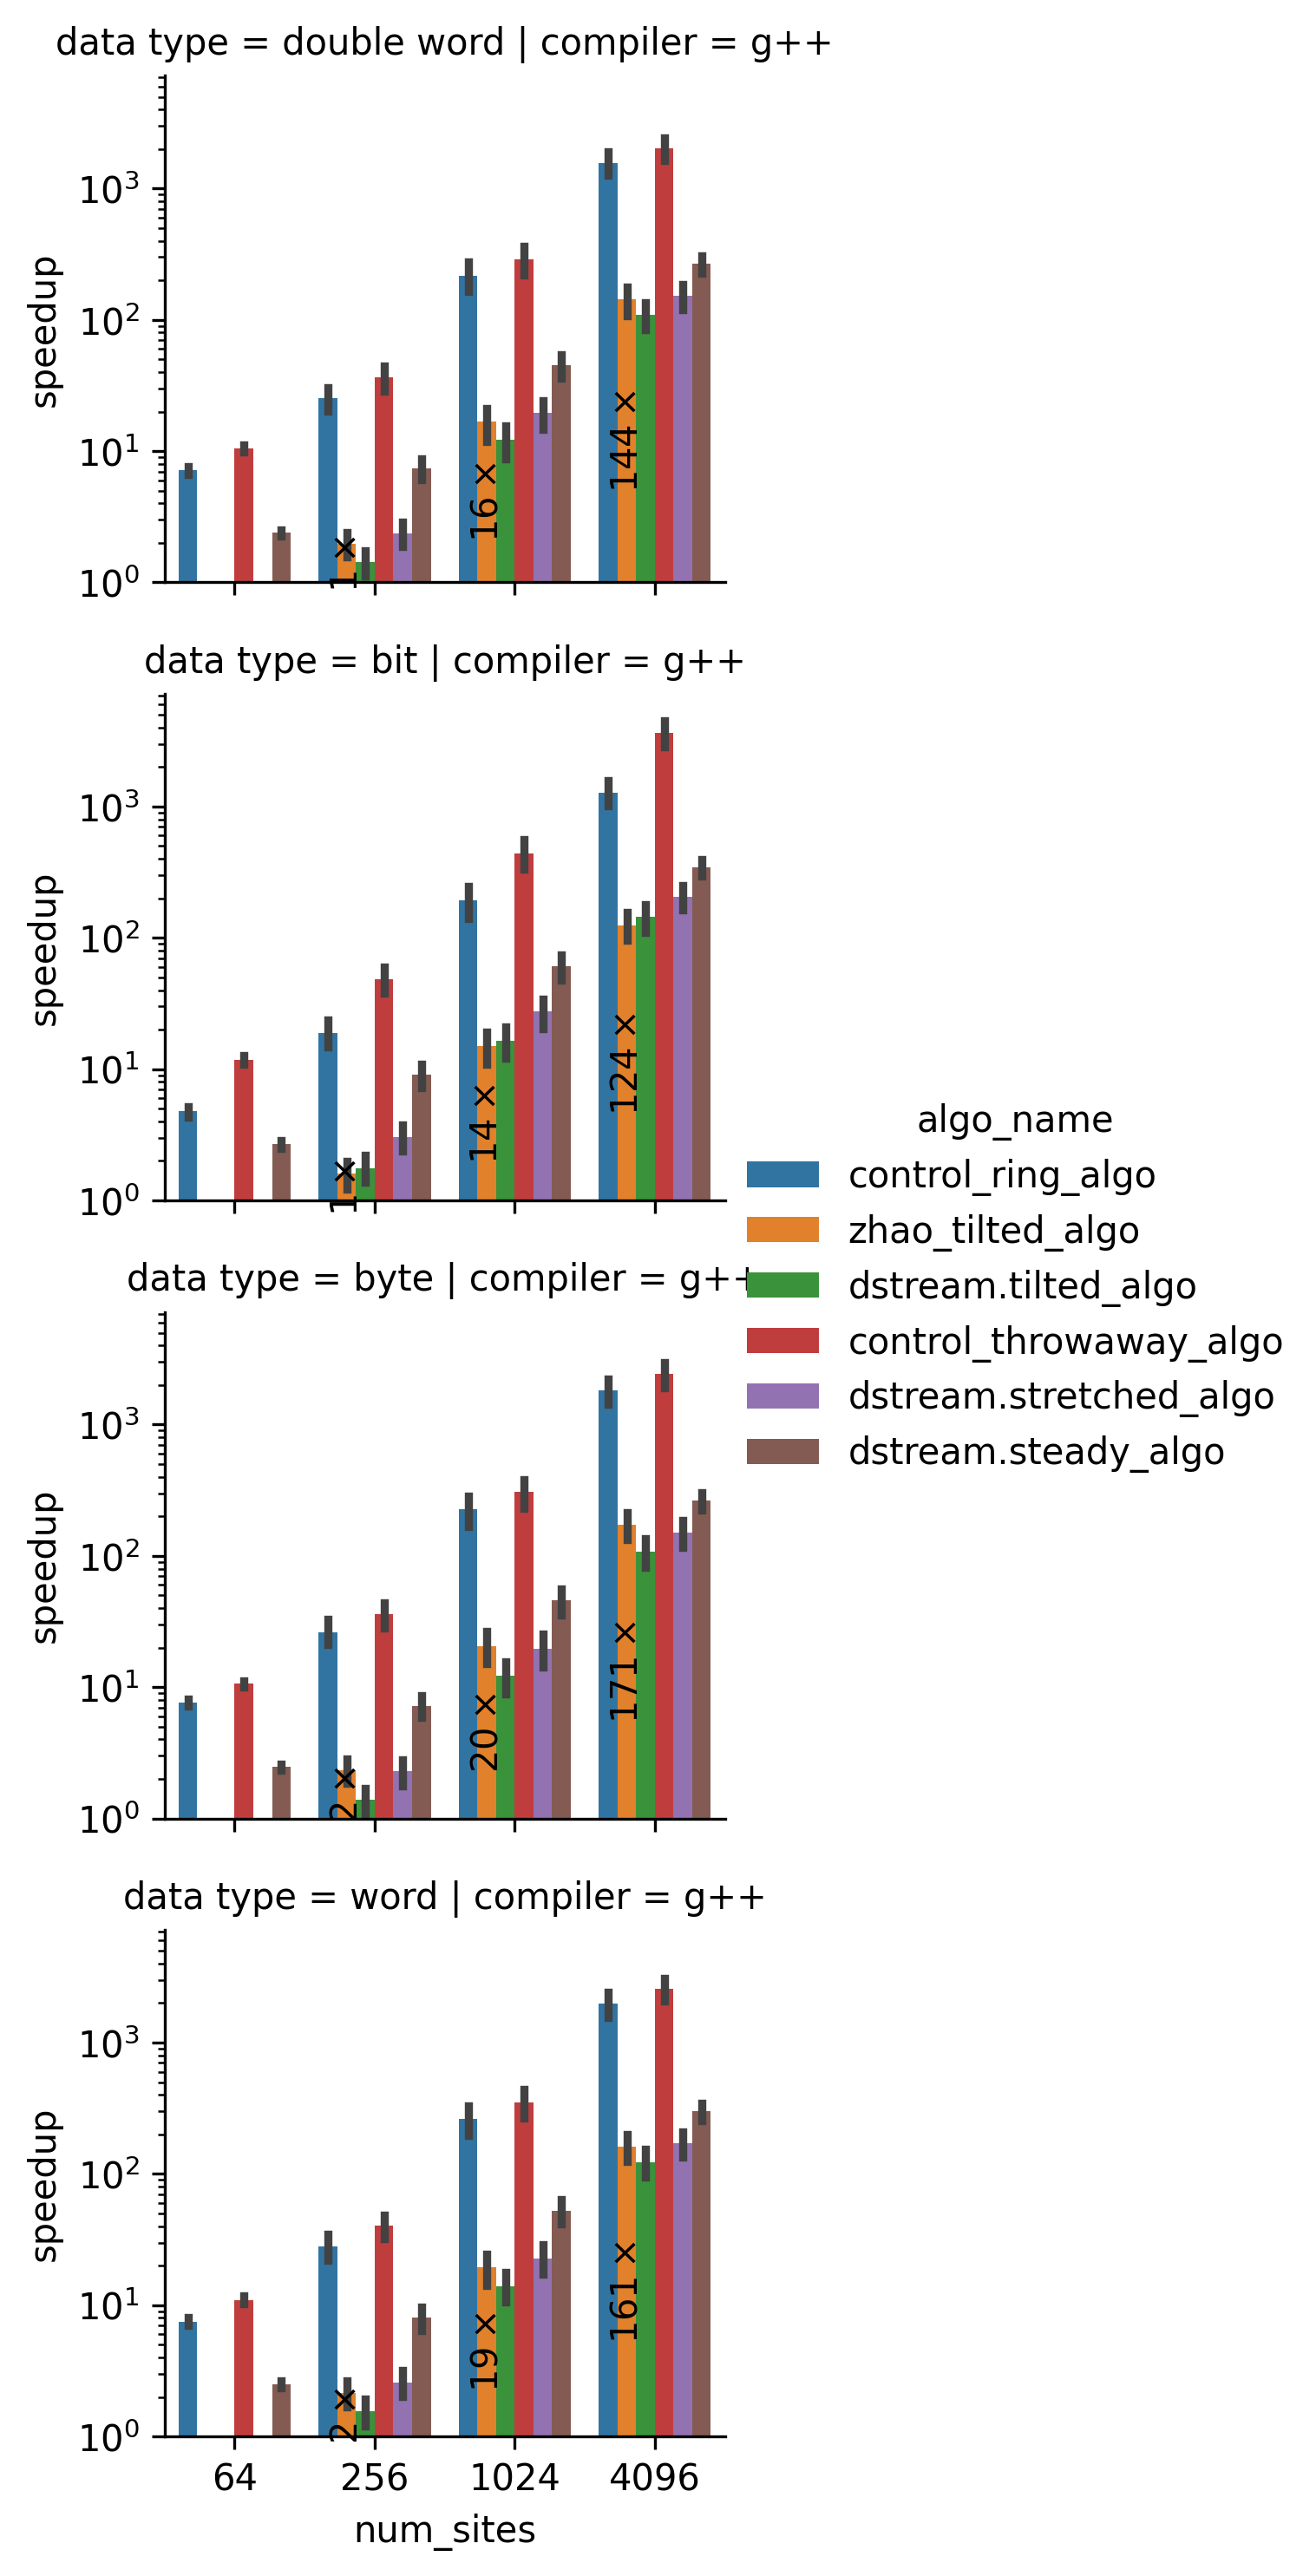 data type = double word | compiler = g++
speedup
10³
10²
10¹
10⁰
1 ×
16 ×
144 ×
data type = bit | compiler = g++
speedup
10³
10²
10¹
10⁰
1 ×
14 ×
124 ×
data type = byte | compiler = g++
speedup
10³
10²
10¹
10⁰
2 ×
20 ×
171 ×
data type = word | compiler = g++
speedup
10³
10²
10¹
10⁰
2 ×
19 ×
161 ×
64 256 1024 4096
num_sites
algo_name
control_ring_algo
zhao_tilted_algo
dstream.tilted_algo
control_throwaway_algo
dstream.stretched_algo
dstream.steady_algo